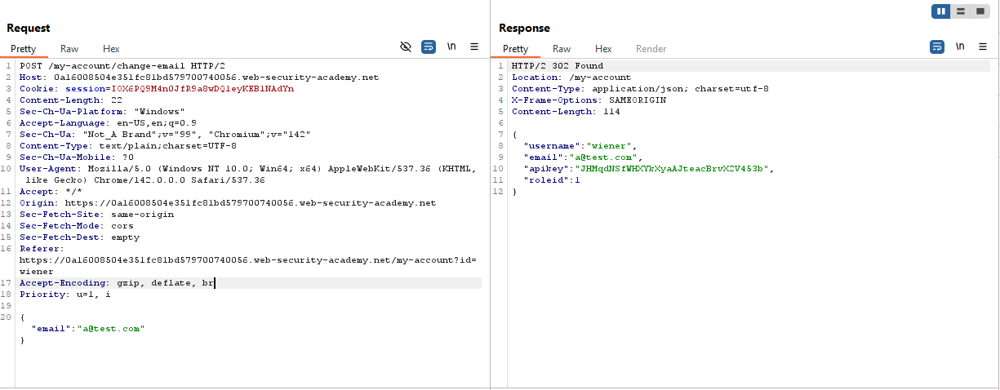 Request
Pretty Raw Hex \n
1 POST /my-account/change-email HTTP/2
2 Host: 0a16008504e351fc81bd579700740056.web-security-academy.net
3 Cookie: session=IOX6PQ9M4n0JfR9a8wDQ1eyKEB1NAdYn
4 Content-Length: 22
5 Sec-Ch-Ua-Platform: "Windows"
6 Accept-Language: en-US,en;q=0.9
7 Sec-Ch-Ua: "Not_A Brand";v="99", "Chromium";v="142"
8 Content-Type: text/plain;charset=UTF-8
9 Sec-Ch-Ua-Mobile: ?0
10 User-Agent: Mozilla/5.0 (Windows NT 10.0; Win64; x64) AppleWebKit/537.36 (KHTML,
like Gecko) Chrome/142.0.0.0 Safari/537.36
11 Accept: */*
12 Origin: https://0a16008504e351fc81bd579700740056.web-security-academy.net
13 Sec-Fetch-Site: same-origin
14 Sec-Fetch-Mode: cors
15 Sec-Fetch-Dest: empty
16 Referer:
https://0a16008504e351fc81bd579700740056.web-security-academy.net/my-account?id=
wiener
17 Accept-Encoding: gzip, deflate, br
18 Priority: u=1, i
19
20 {
"email":"a@test.com"
}
Response
Pretty Raw Hex Render \n
1 HTTP/2 302 Found
2 Location: /my-account
3 Content-Type: application/json; charset=utf-8
4 X-Frame-Options: SAMEORIGIN
5 Content-Length: 114
6
7 {
8 "username":"wiener",
9 "email":"a@test.com",
10 "apikey":"JHMqdNSfWHXYkXyaAJteacBrvX2V453b",
11 "roleid":1
12 }